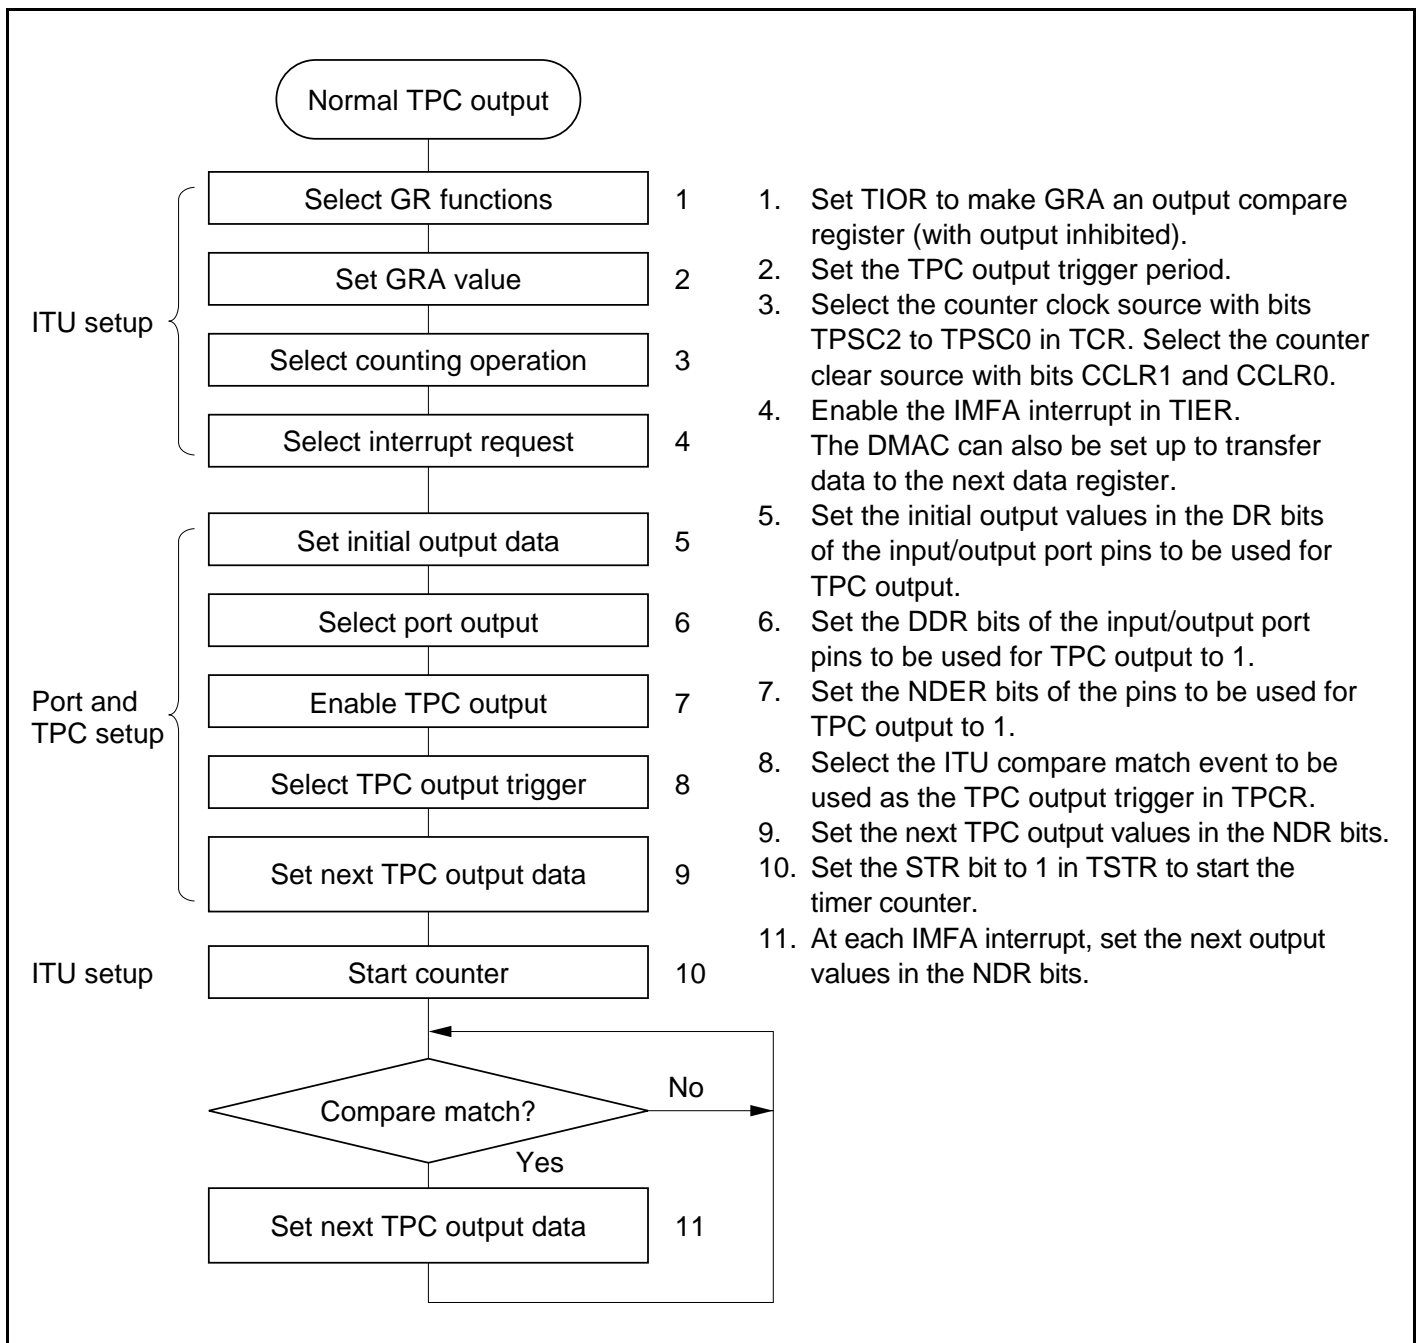 Normal TPC output
ITU setup
Select GR functions 1
Set GRA value 2
Select counting operation 3
Select interrupt request 4
Port and
TPC setup
Set initial output data 5
Select port output 6
Enable TPC output 7
Select TPC output trigger 8
Set next TPC output data 9
ITU setup
Start counter 10
Compare match?
No
Yes
Set next TPC output data 11
1. Set TIOR to make GRA an output compare
register (with output inhibited).
2. Set the TPC output trigger period.
3. Select the counter clock source with bits
TPSC2 to TPSC0 in TCR. Select the counter
clear source with bits CCLR1 and CCLR0.
4. Enable the IMFA interrupt in TIER.
The DMAC can also be set up to transfer
data to the next data register.
5. Set the initial output values in the DR bits
of the input/output port pins to be used for
TPC output.
6. Set the DDR bits of the input/output port
pins to be used for TPC output to 1.
7. Set the NDER bits of the pins to be used for
TPC output to 1.
8. Select the ITU compare match event to be
used as the TPC output trigger in TPCR.
9. Set the next TPC output values in the NDR bits.
10. Set the STR bit to 1 in TSTR to start the
timer counter.
11. At each IMFA interrupt, set the next output
values in the NDR bits.